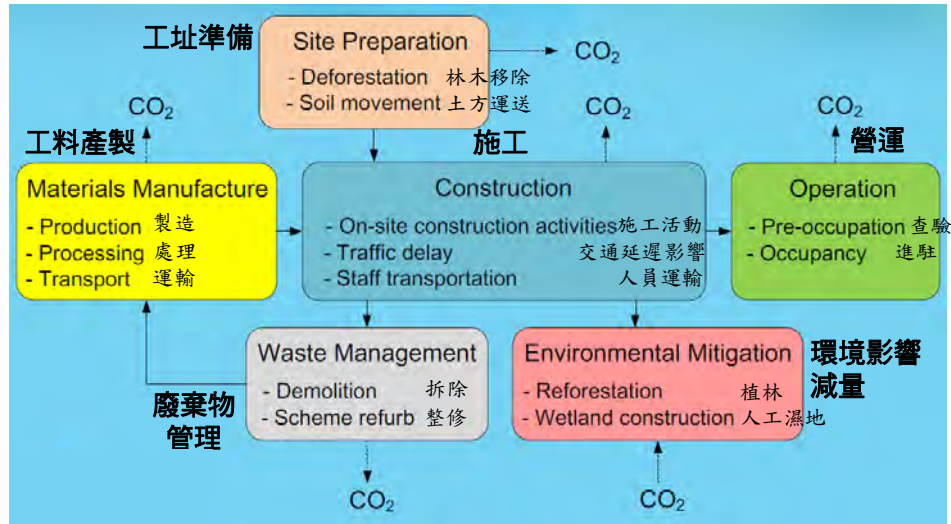 工址準備
Site Preparation
- Deforestation 林木移除
- Soil movement 土方運送
CO₂
CO₂
工料產製
Materials Manufacture
- Production 製造
- Processing 處理
- Transport 運輸
CO₂
施工
Construction
- On-site construction activities 施工活動
- Traffic delay 交通延遲影響
- Staff transportation 人員運輸
CO₂
營運
Operation
- Pre-occupation 查驗
- Occupancy 進駐
廢棄物
管理
Waste Management
- Demolition 拆除
- Scheme refurb 整修
CO₂
Environmental Mitigation
- Reforestation 植林
- Wetland construction 人工濕地
環境影響
減量
CO₂